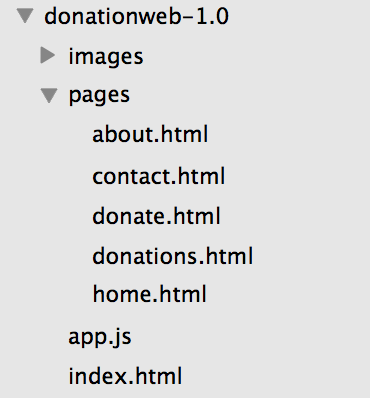 donationweb-1.0
images
pages
about.html
contact.html
donate.html
donations.html
home.html
app.js
index.html